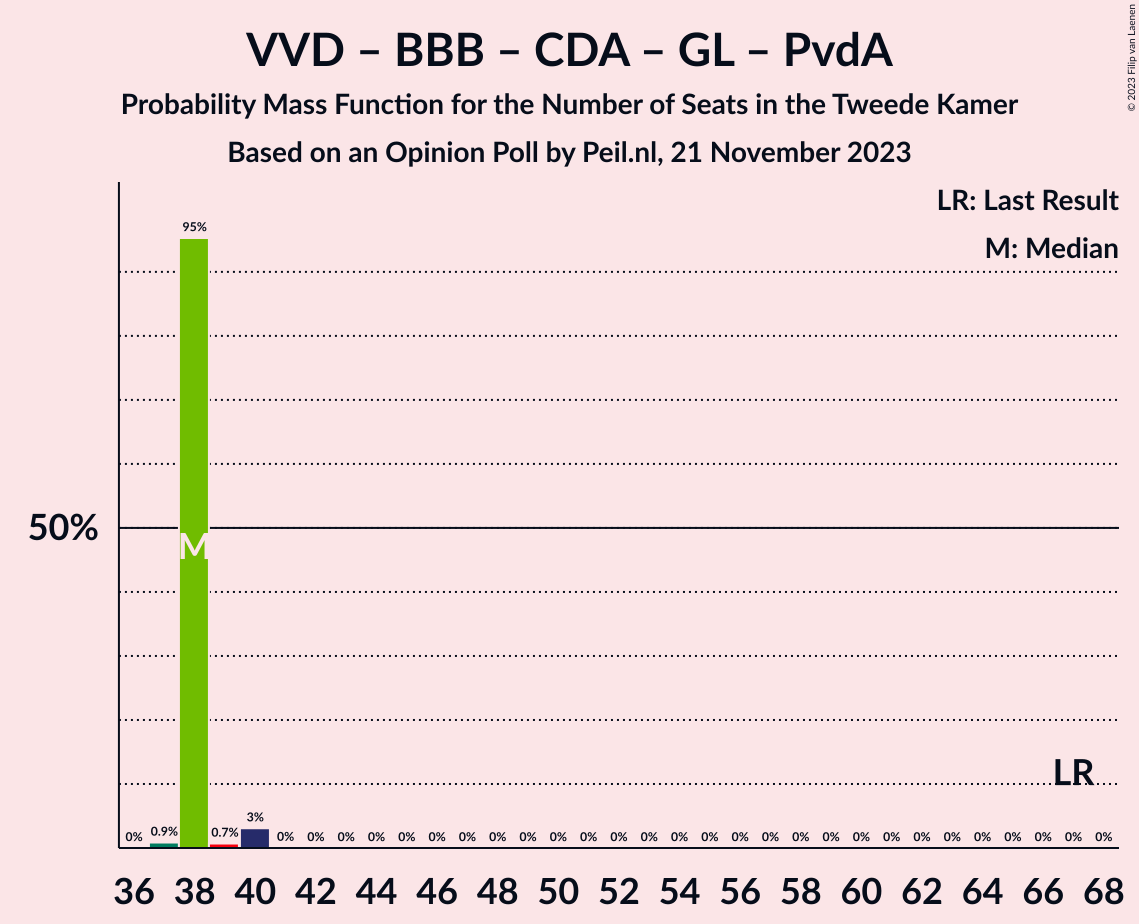 VVD – BBB – CDA – GL – PvdA
Probability Mass Function for the Number of Seats in the Tweede Kamer
Based on an Opinion Poll by Peil.nl, 21 November 2023
© 2023 Filip van Laenen
LR: Last Result
M: Median
95%
50%
M
LR
0% 0.9% 0.7% 3% 0% 0% 0% 0% 0% 0% 0% 0% 0% 0% 0% 0% 0% 0% 0% 0% 0% 0% 0% 0% 0% 0% 0% 0% 0% 0% 0% 0%
36 38 40 42 44 46 48 50 52 54 56 58 60 62 64 66 68